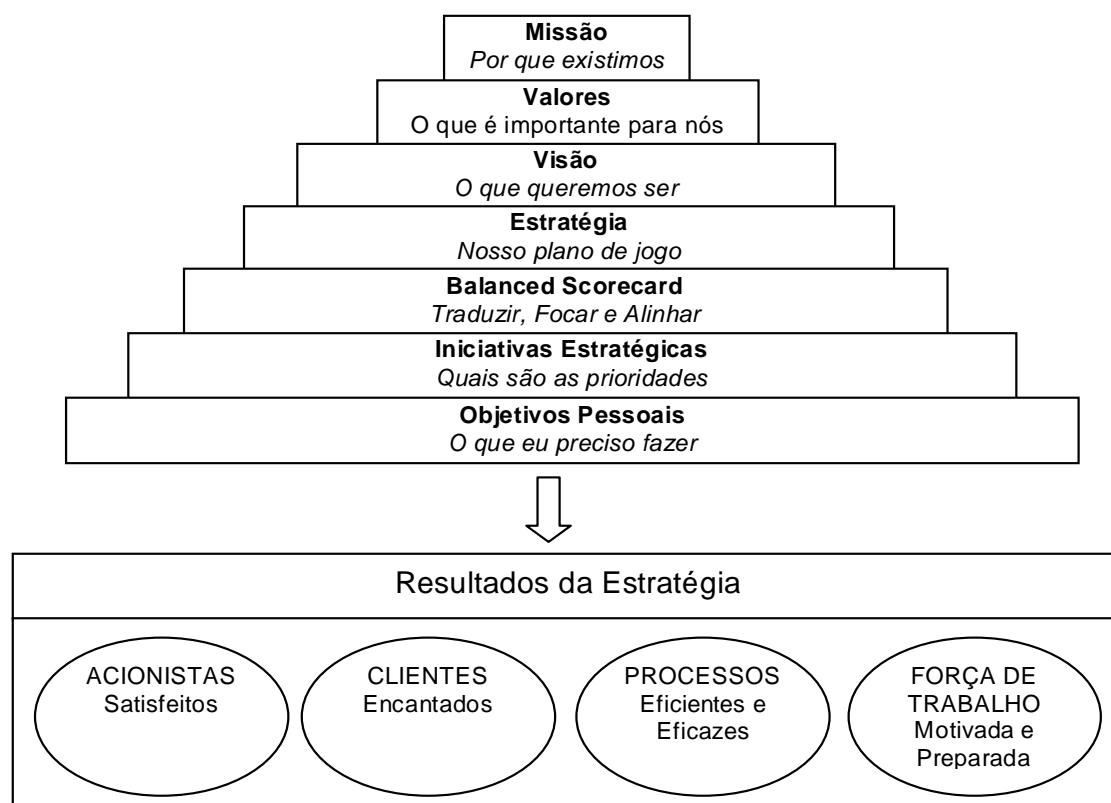 Missão
Por que existimos
Valores
O que é importante para nós
Visão
O que queremos ser
Estratégia
Nosso plano de jogo
Balanced Scorecard
Traduzir, Focar e Alinhar
Iniciativas Estratégicas
Quais são as prioridades
Objetivos Pessoais
O que eu preciso fazer
Resultados da Estratégia
ACIONISTAS
Satisfeitos
CLIENTES
Encantados
PROCESSOS
Eficientes e
Eficazes
FORÇA DE
TRABALHO
Motivada e
Preparada